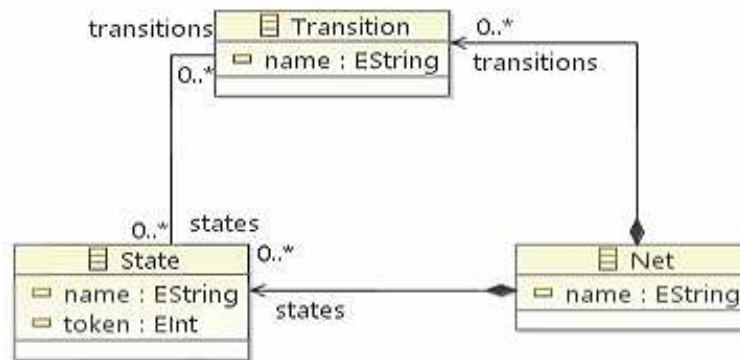 transitions
Transition
0..*
0..*
name : EString
transitions
states
0..*
0..*
State
Net
name : EString
name : EString
token : EInt
states